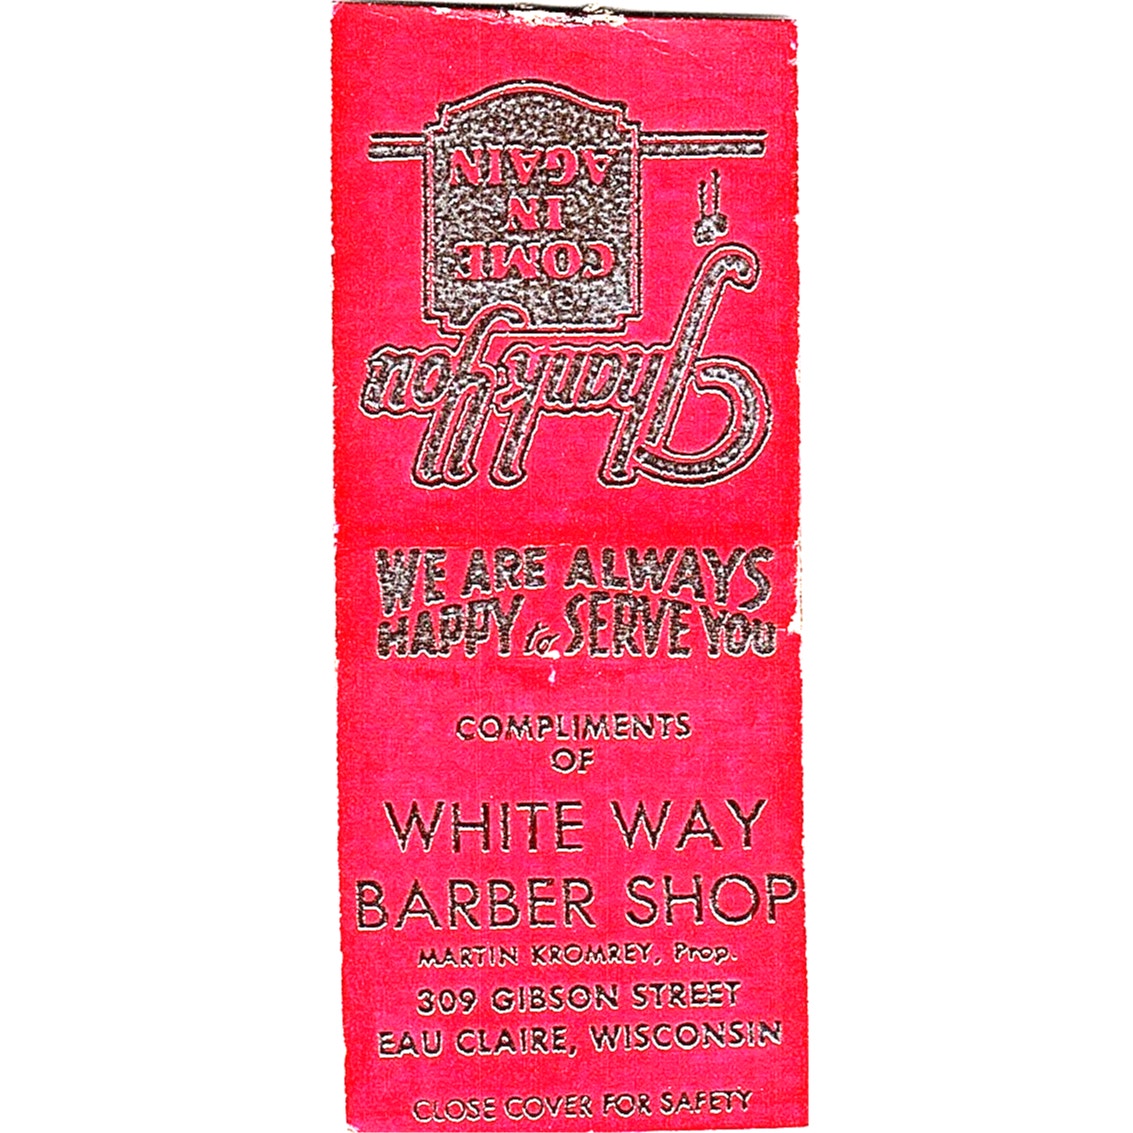 Thank You
COME
IN
AGAIN
WE ARE ALWAYS
HAPPY to SERVE YOU
COMPLIMENTS
OF
WHITE WAY
BARBER SHOP
MARTIN KROMREY, Prop.
309 GIBSON STREET
EAU CLAIRE, WISCONSIN
CLOSE COVER FOR SAFETY